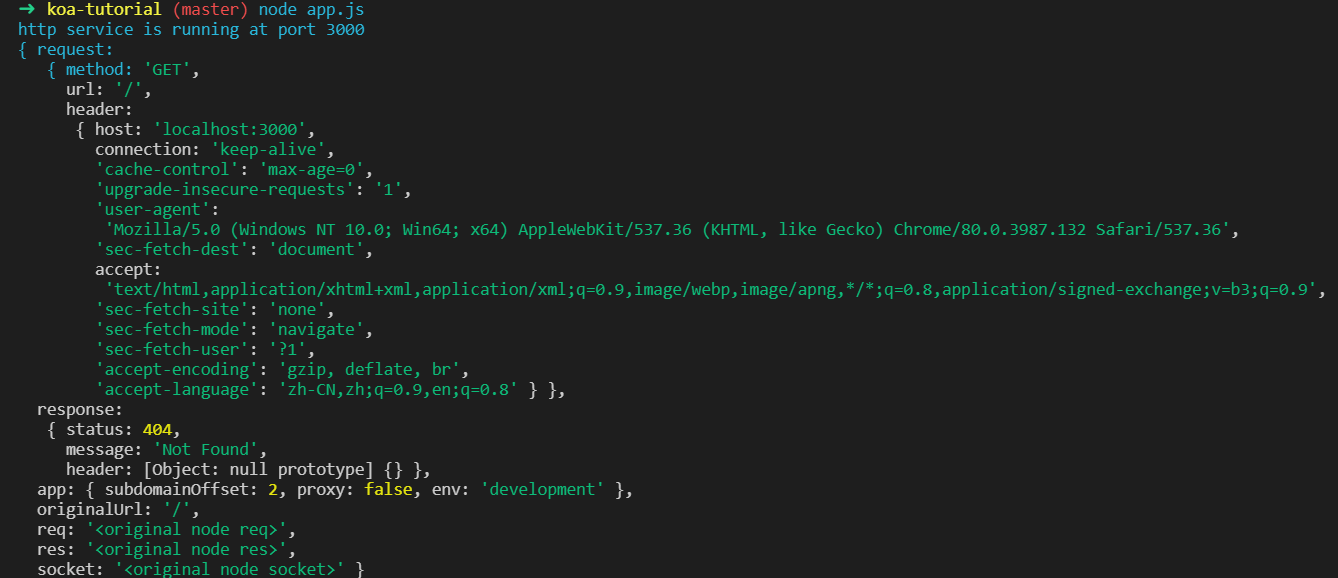 → koa-tutorial (master) node app.js
http service is running at port 3000
{ request:
   { method: 'GET',
     url: '/',
     header:
      { host: 'localhost:3000',
        connection: 'keep-alive',
        'cache-control': 'max-age=0',
        'upgrade-insecure-requests': '1',
        'user-agent':
         'Mozilla/5.0 (Windows NT 10.0; Win64; x64) AppleWebKit/537.36 (KHTML, like Gecko) Chrome/80.0.3987.132 Safari/537.36',
        'sec-fetch-dest': 'document',
        accept:
         'text/html,application/xhtml+xml,application/xml;q=0.9,image/webp,image/apng,*/*;q=0.8,application/signed-exchange;v=b3;q=0.9',
        'sec-fetch-site': 'none',
        'sec-fetch-mode': 'navigate',
        'sec-fetch-user': '?1',
        'accept-encoding': 'gzip, deflate, br',
        'accept-language': 'zh-CN,zh;q=0.9,en;q=0.8' } },
  response:
   { status: 404,
     message: 'Not Found',
     header: [Object: null prototype] {} },
  app: { subdomainOffset: 2, proxy: false, env: 'development' },
  originalUrl: '/',
  req: '<original node req>',
  res: '<original node res>',
  socket: '<original node socket>' }